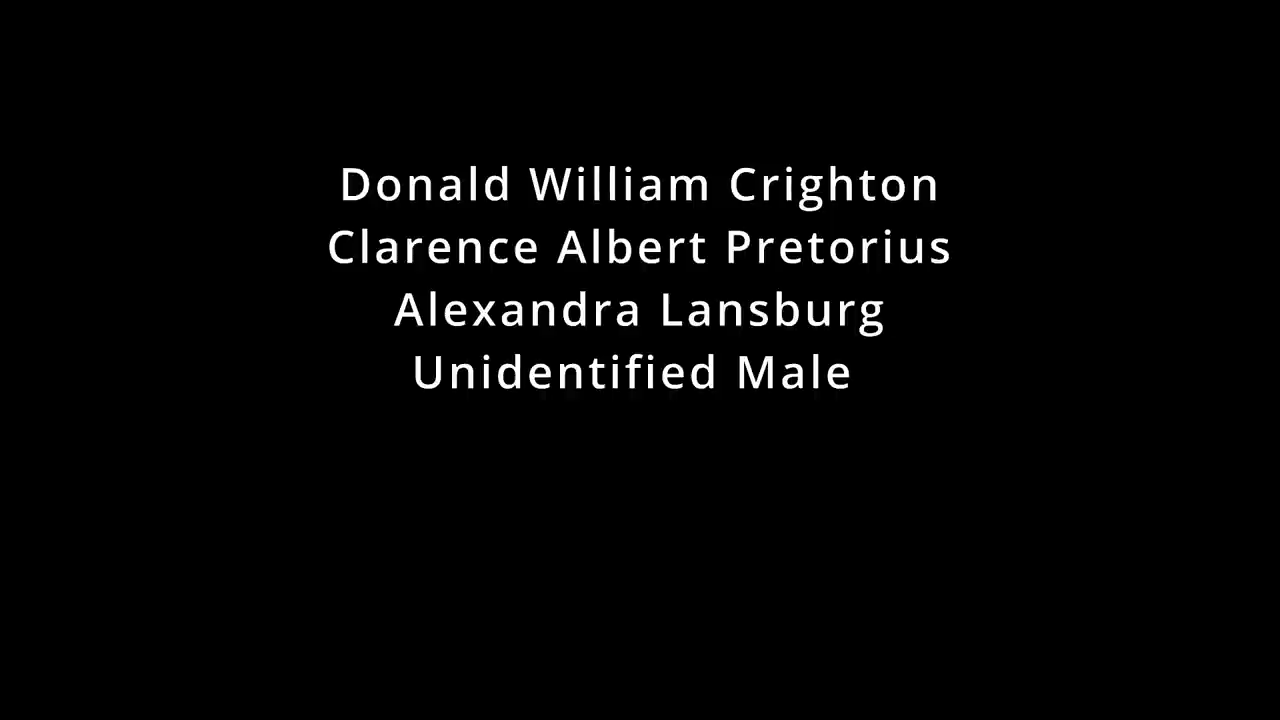 Donald William Crighton
Clarence Albert Pretorius
Alexandra Lansburg
Unidentified Male